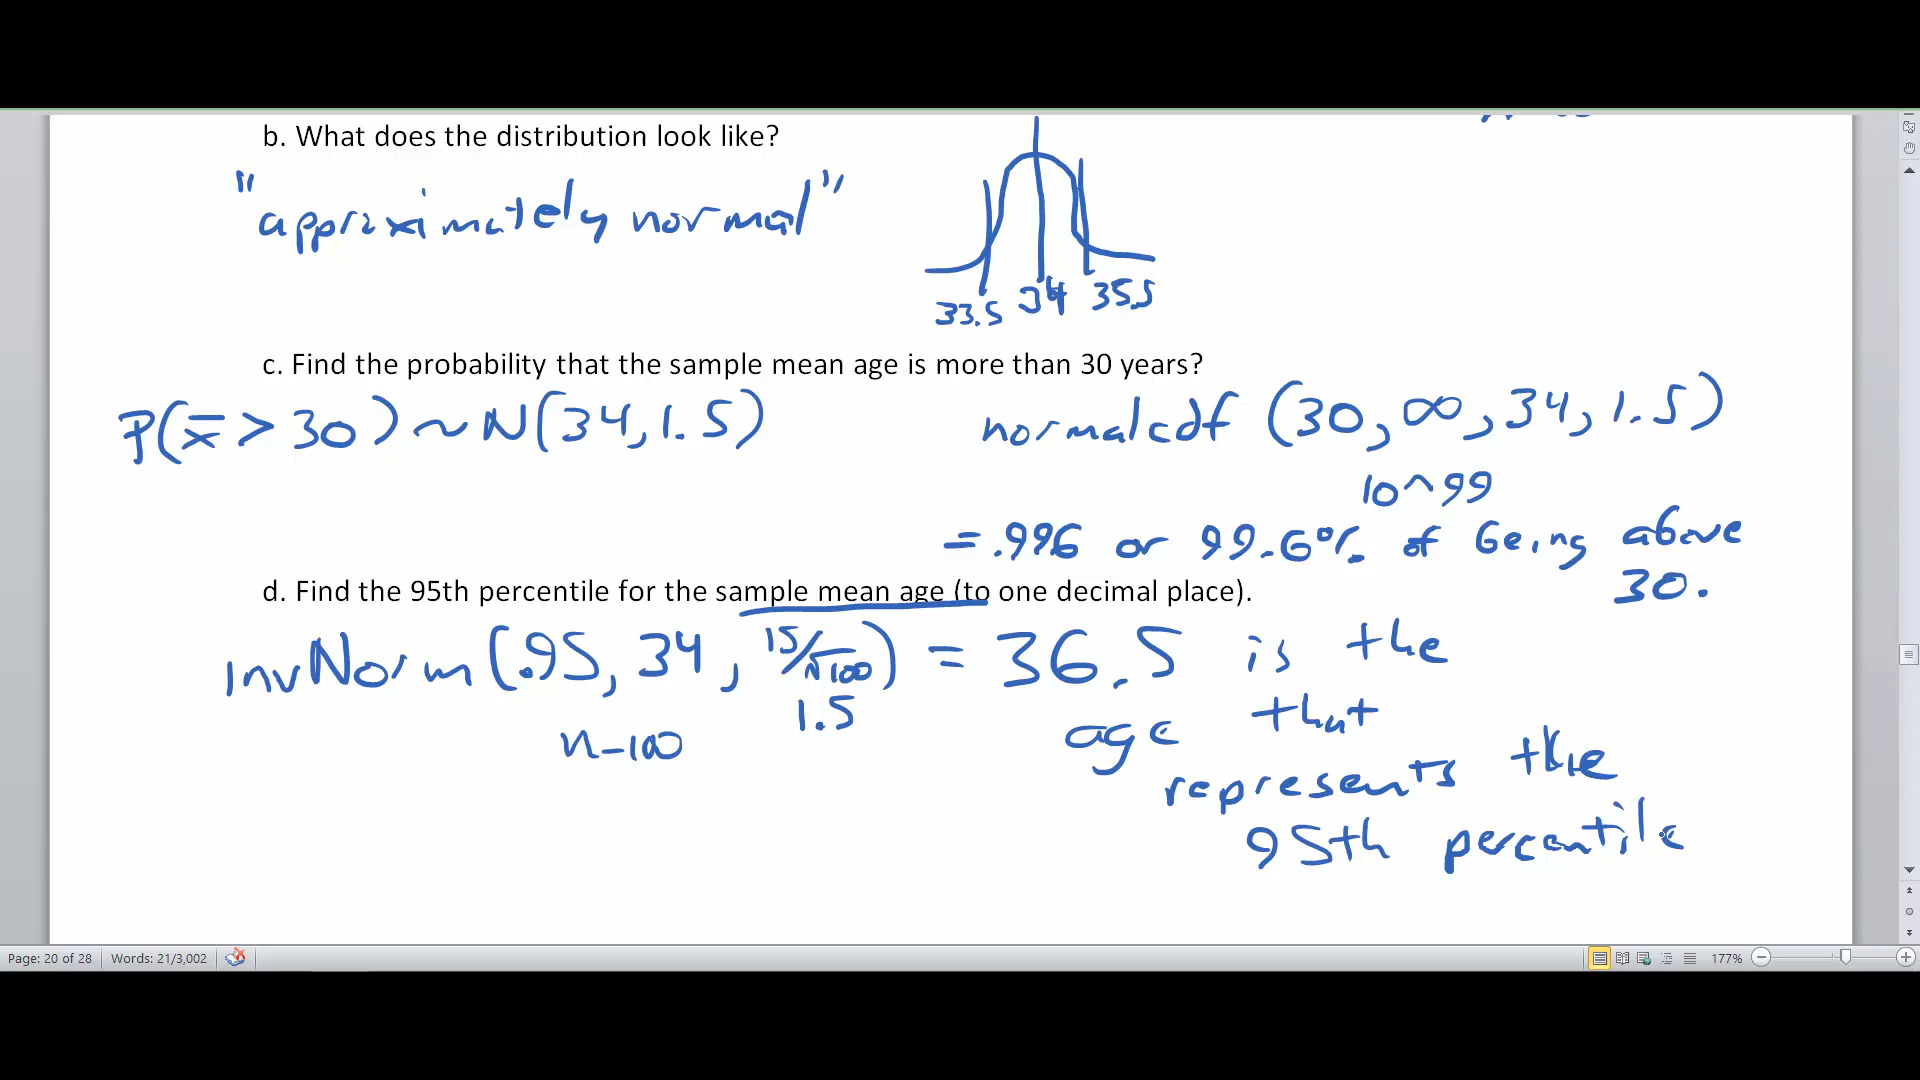 b. What does the distribution look like?
"approximately normal"
33.5 34 35.5
c. Find the probability that the sample mean age is more than 30 years?
P(x̄ > 30) ~ N(34, 1.5)
normalcdf (30, ∞, 34, 1.5)
10^99
= .996 or 99.6% of being above
30.
d. Find the 95th percentile for the sample mean age (to one decimal place).
invNorm(.95, 34, 15/√100) = 36.5 is the
1.5
age that
n=100
represents the
95th percentile
Page: 20 of 28
Words: 21/3,002
177%